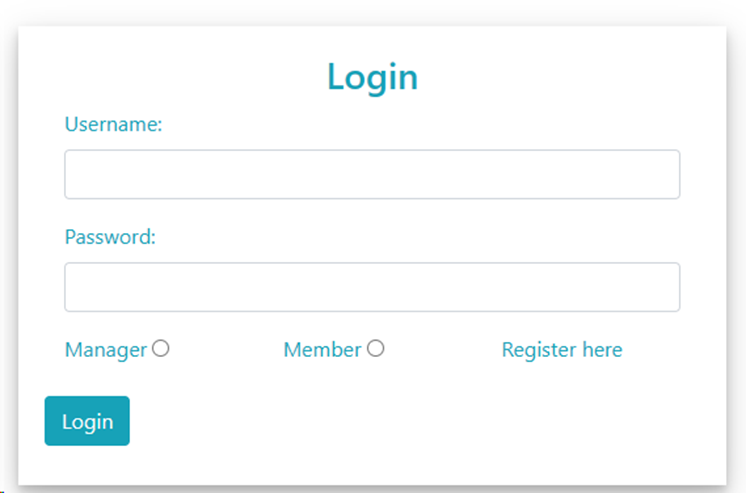 Login
Username:
Password:
Manager Member Register here
Login